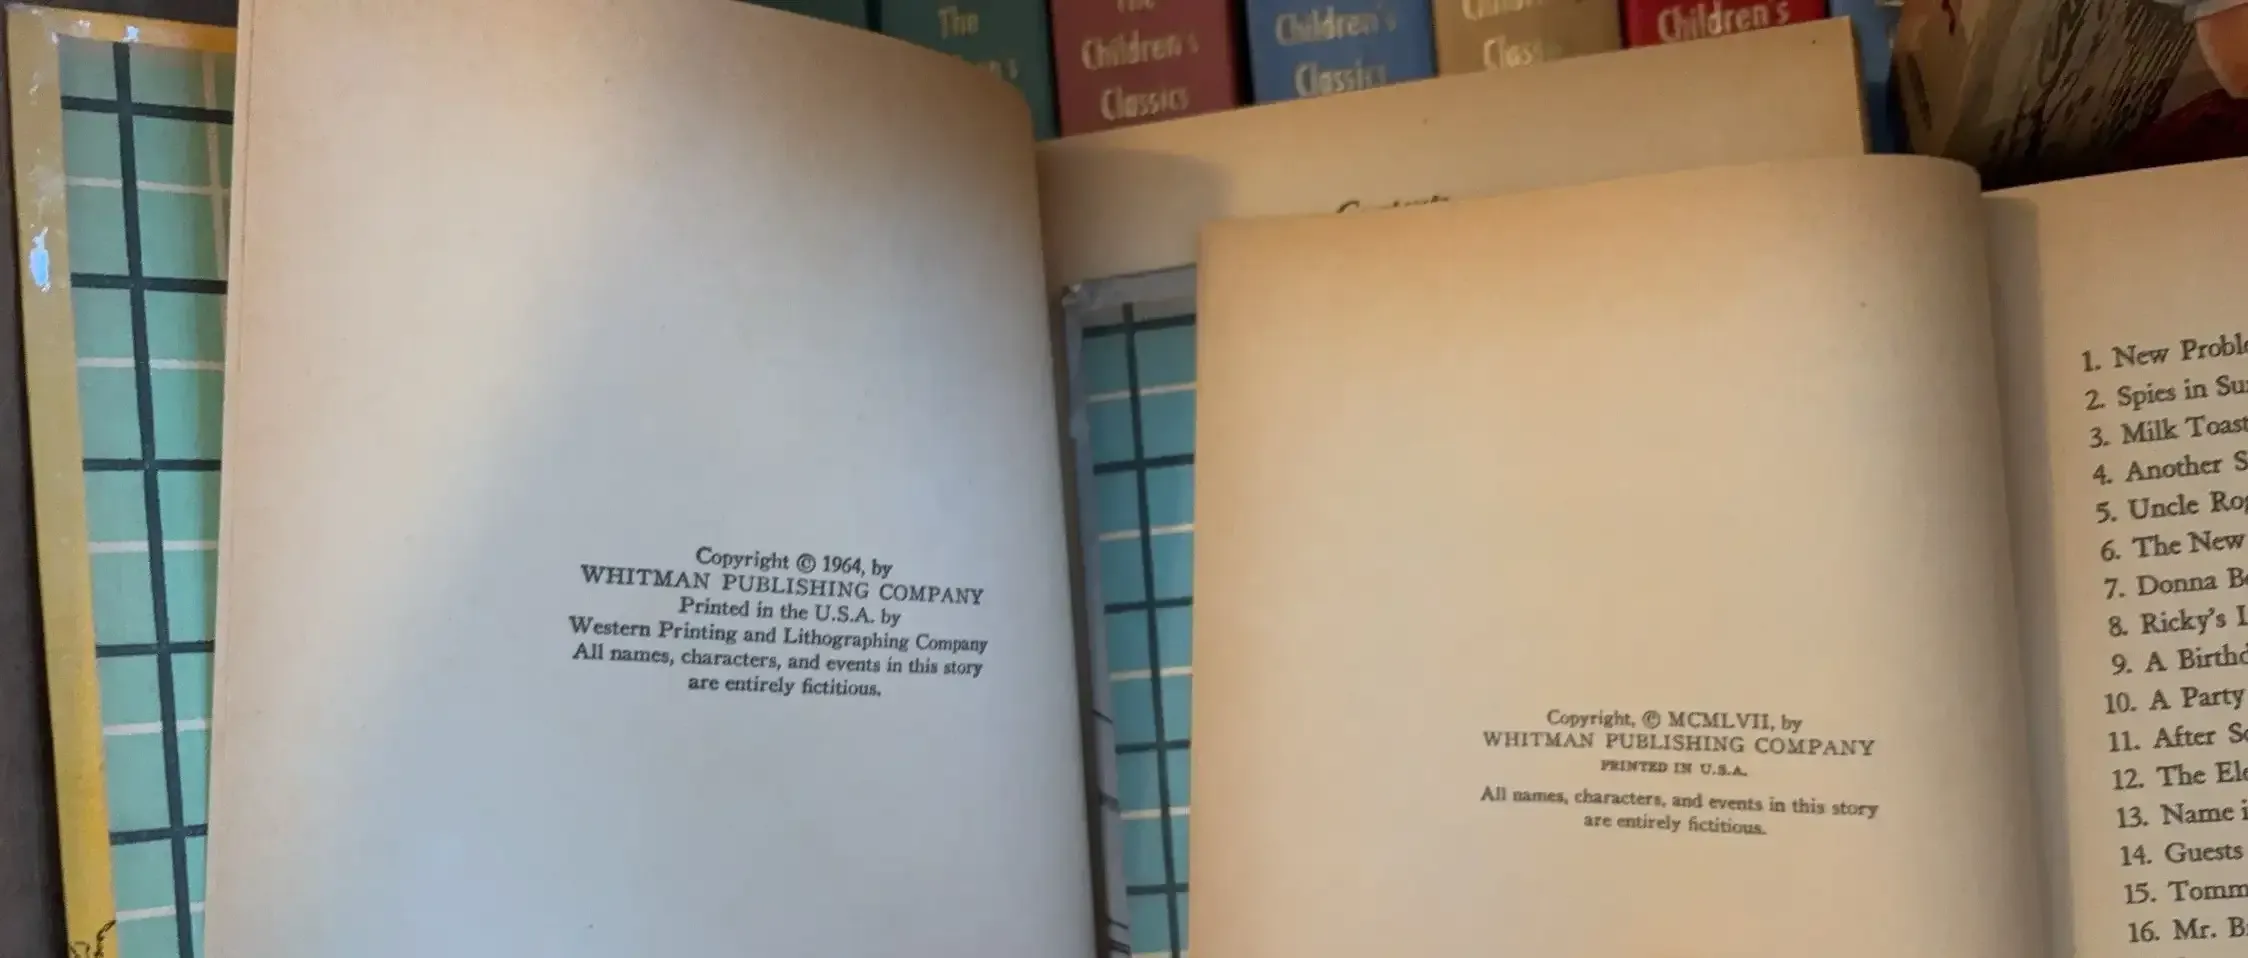 The
Children's
Classics
Children's
Classics
Children's
Copyright © 1964, by
WHITMAN PUBLISHING COMPANY
Printed in the U.S.A. by
Western Printing and Lithographing Company
All names, characters, and events in this story
are entirely fictitious.
Copyright, © MCMLVII, by
WHITMAN PUBLISHING COMPANY
PRINTED IN U.S.A.
All names, characters, and events in this story
are entirely fictitious.
1. New
2. Spies in
3. Milk Toast
4. Another
5. Uncle
6. The New
7. Donna
8. Ricky's
9. A
10. A Party
11. After
12. The
13. Name
14. Guests
15.
16. Mr.